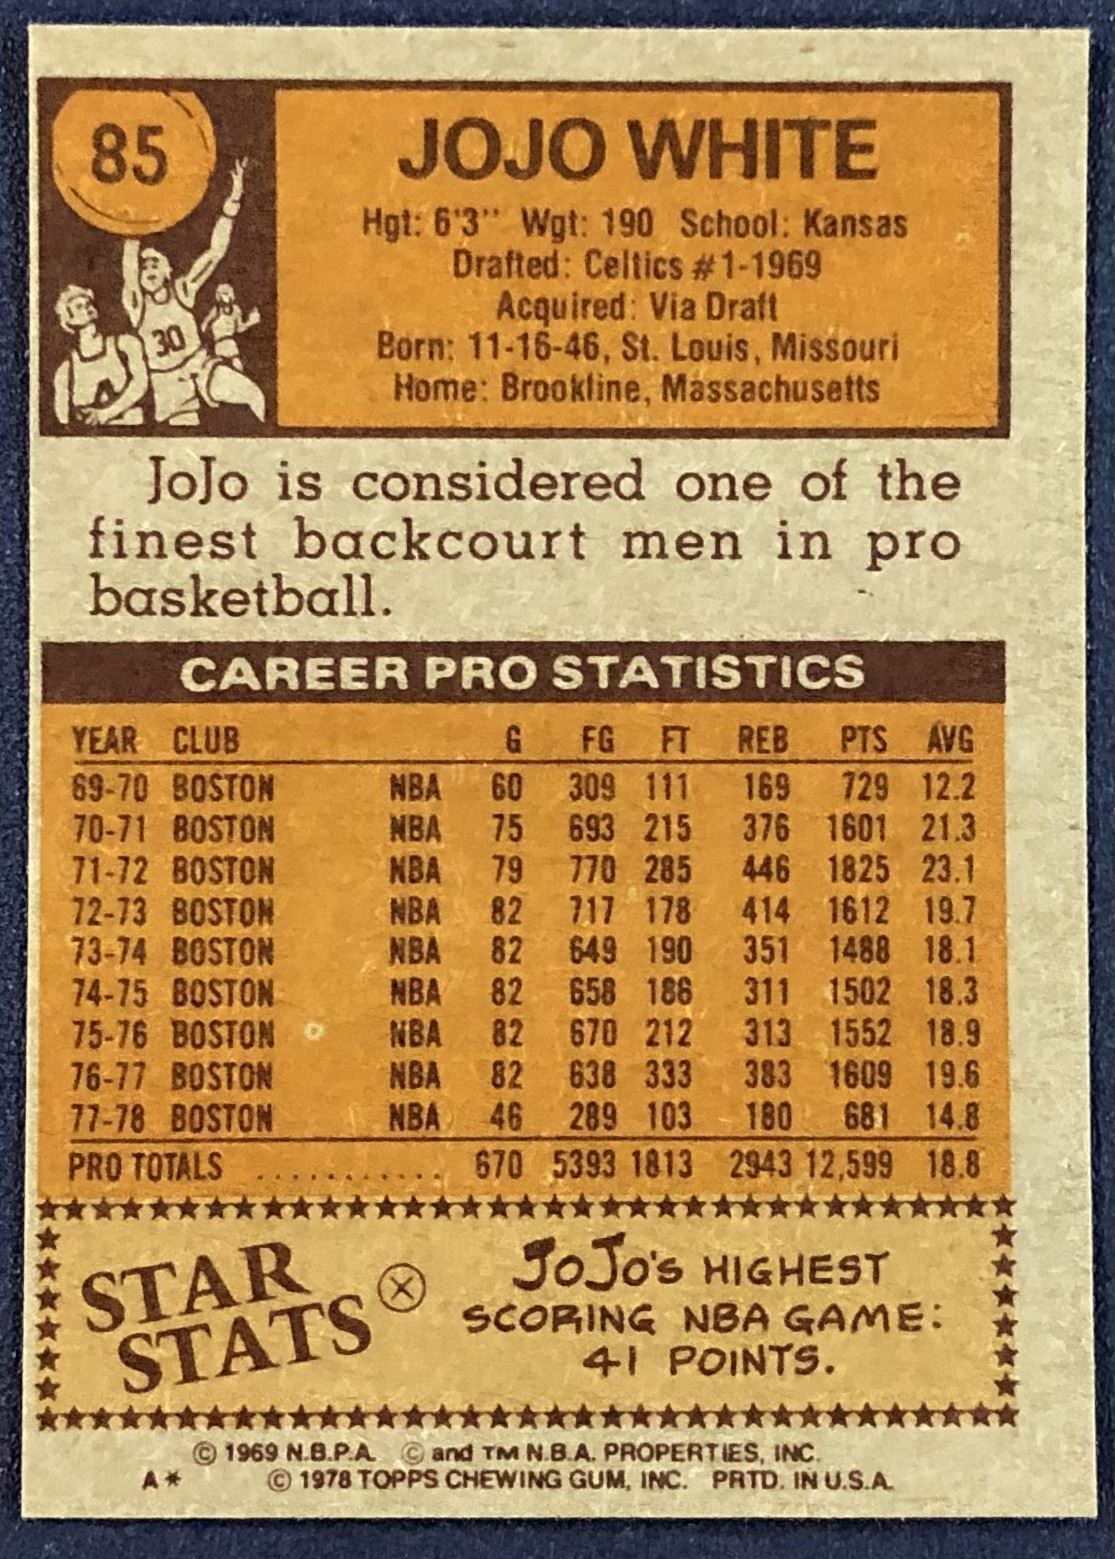 85
30
JOJO WHITE
Hgt: 6'3" Wgt: 190 School: Kansas
Drafted: Celtics #1-1969
Acquired: Via Draft
Born: 11-16-46, St. Louis, Missouri
Home: Brookline, Massachusetts
JoJo is considered one of the
finest backcourt men in pro
basketball.
CAREER PRO STATISTICS
YEAR CLUB G FG FT REB PTS AVG
69-70 BOSTON NBA 60 309 111 169 729 12.2
70-71 BOSTON NBA 75 693 215 376 1601 21.3
71-72 BOSTON NBA 79 770 285 446 1825 23.1
72-73 BOSTON NBA 82 717 178 414 1612 19.7
73-74 BOSTON NBA 82 649 190 351 1488 18.1
74-75 BOSTON NBA 82 658 186 311 1502 18.3
75-76 BOSTON NBA 82 670 212 313 1552 18.9
76-77 BOSTON NBA 82 638 333 383 1609 19.6
77-78 BOSTON NBA 46 289 103 180 681 14.8
PRO TOTALS ........... 670 5393 1813 2943 12,599 18.8
STAR
STATS
JOJO'S HIGHEST
SCORING NBA GAME:
41 POINTS.
© 1969 N.B.P.A. © and TM N.B.A. PROPERTIES, INC.
A* © 1978 TOPPS CHEWING GUM, INC. PRTD. IN U.S.A.